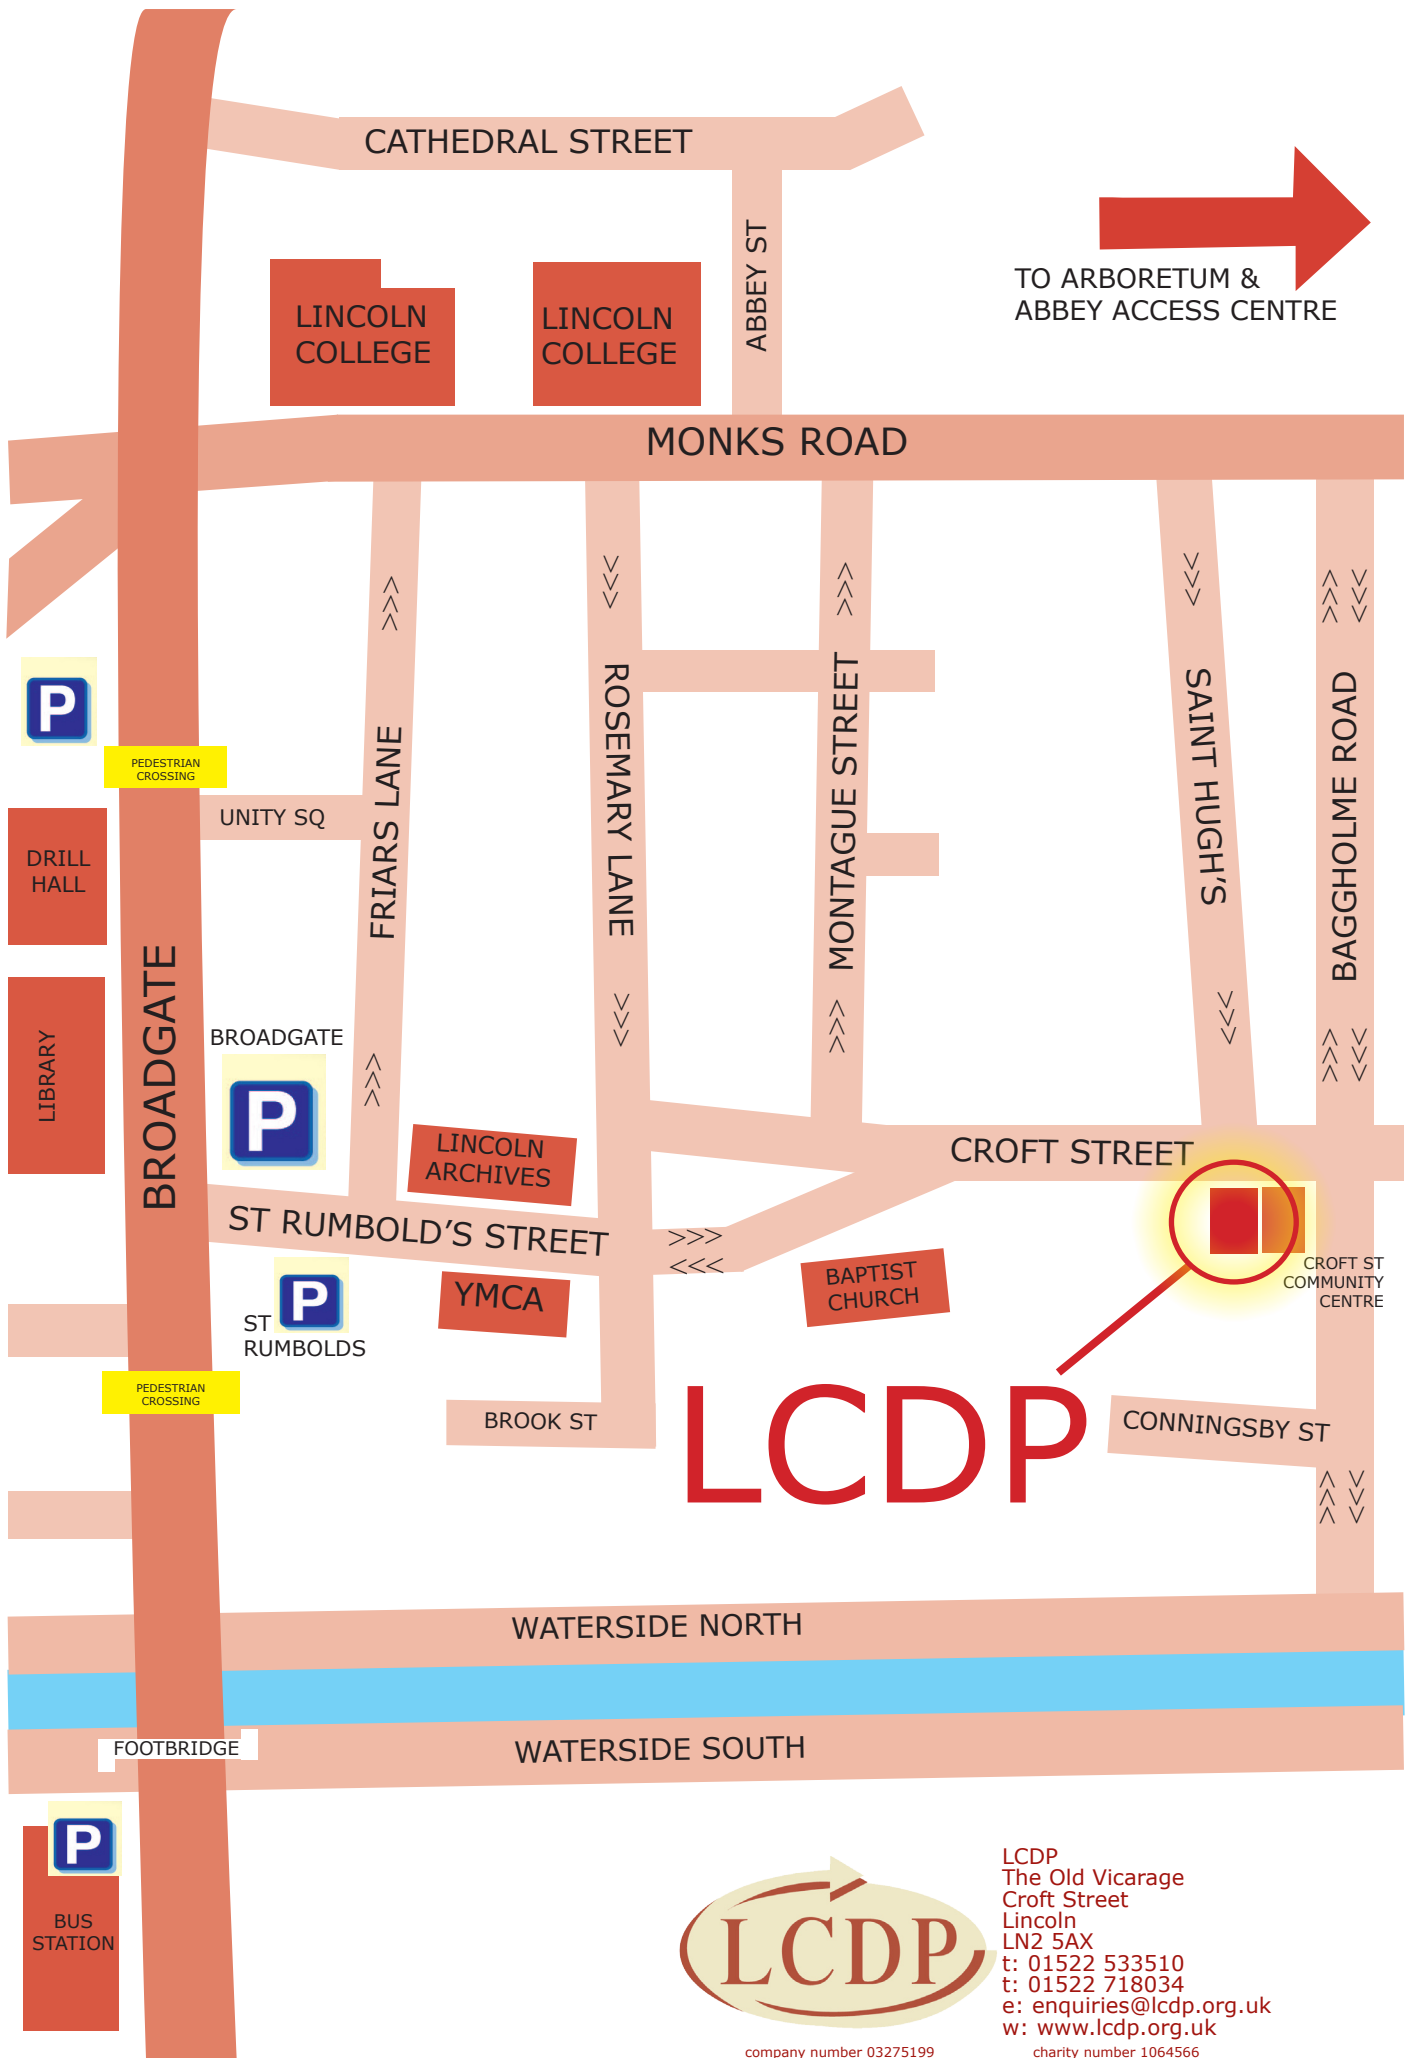 CATHEDRAL STREET
ABBEY ST
TO ARBORETUM &
ABBEY ACCESS CENTRE
LINCOLN
COLLEGE
LINCOLN
COLLEGE
MONKS ROAD
>>>
>>>
>>>
>>>
>>>
>>>
P
PEDESTRIAN
CROSSING
UNITY SQ
FRIARS LANE
ROSEMARY LANE
MONTAGUE STREET
SAINT HUGH'S
BAGGHOLME ROAD
DRILL
HALL
LIBRARY
BROADGATE
BROADGATE
P
>>>
>>>
>>>
>>>
>>>
>>>
LINCOLN
ARCHIVES
CROFT STREET
ST RUMBOLD'S STREET
>>>
<<<
P
ST
RUMBOLDS
YMCA
BAPTIST
CHURCH
CROFT ST
COMMUNITY
CENTRE
PEDESTRIAN
CROSSING
BROOK ST
LCDP
CONNINGSBY ST
>>>
>>>
WATERSIDE NORTH
FOOTBRIDGE
WATERSIDE SOUTH
P
BUS
STATION
LCDP
LCDP
The Old Vicarage
Croft Street
Lincoln
LN2 5AX
t: 01522 533510
t: 01522 718034
e: enquiries@lcdp.org.uk
w: www.lcdp.org.uk
company number 03275199
charity number 1064566